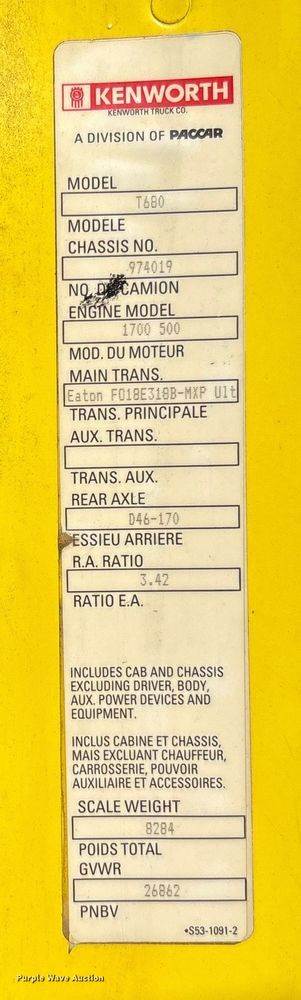 KENWORTH
KENWORTH TRUCK CO.
A DIVISION OF PACCAR
MODEL
T680
MODELE
CHASSIS NO.
974019
NO. DU CAMION
ENGINE MODEL
1700 500
MOD. DU MOTEUR
MAIN TRANS.
Eaton FO18E318B-MXP Ult
TRANS. PRINCIPALE
AUX. TRANS.
TRANS. AUX.
REAR AXLE
D46-170
ESSIEU ARRIERE
R.A. RATIO
3.42
RATIO E.A.
INCLUDES CAB AND CHASSIS
EXCLUDING DRIVER, BODY,
AUX. POWER DEVICES AND
EQUIPMENT.
INCLUS CABINE ET CHASSIS,
MAIS EXCLUANT CHAUFFEUR,
CARROSSERIE, POUVOIR
AUXILIAIRE ET ACCESSOIRES.
SCALE WEIGHT
8284
POIDS TOTAL
GVWR
26862
PNBV
•S53-1091-2
Purple Wave Auction